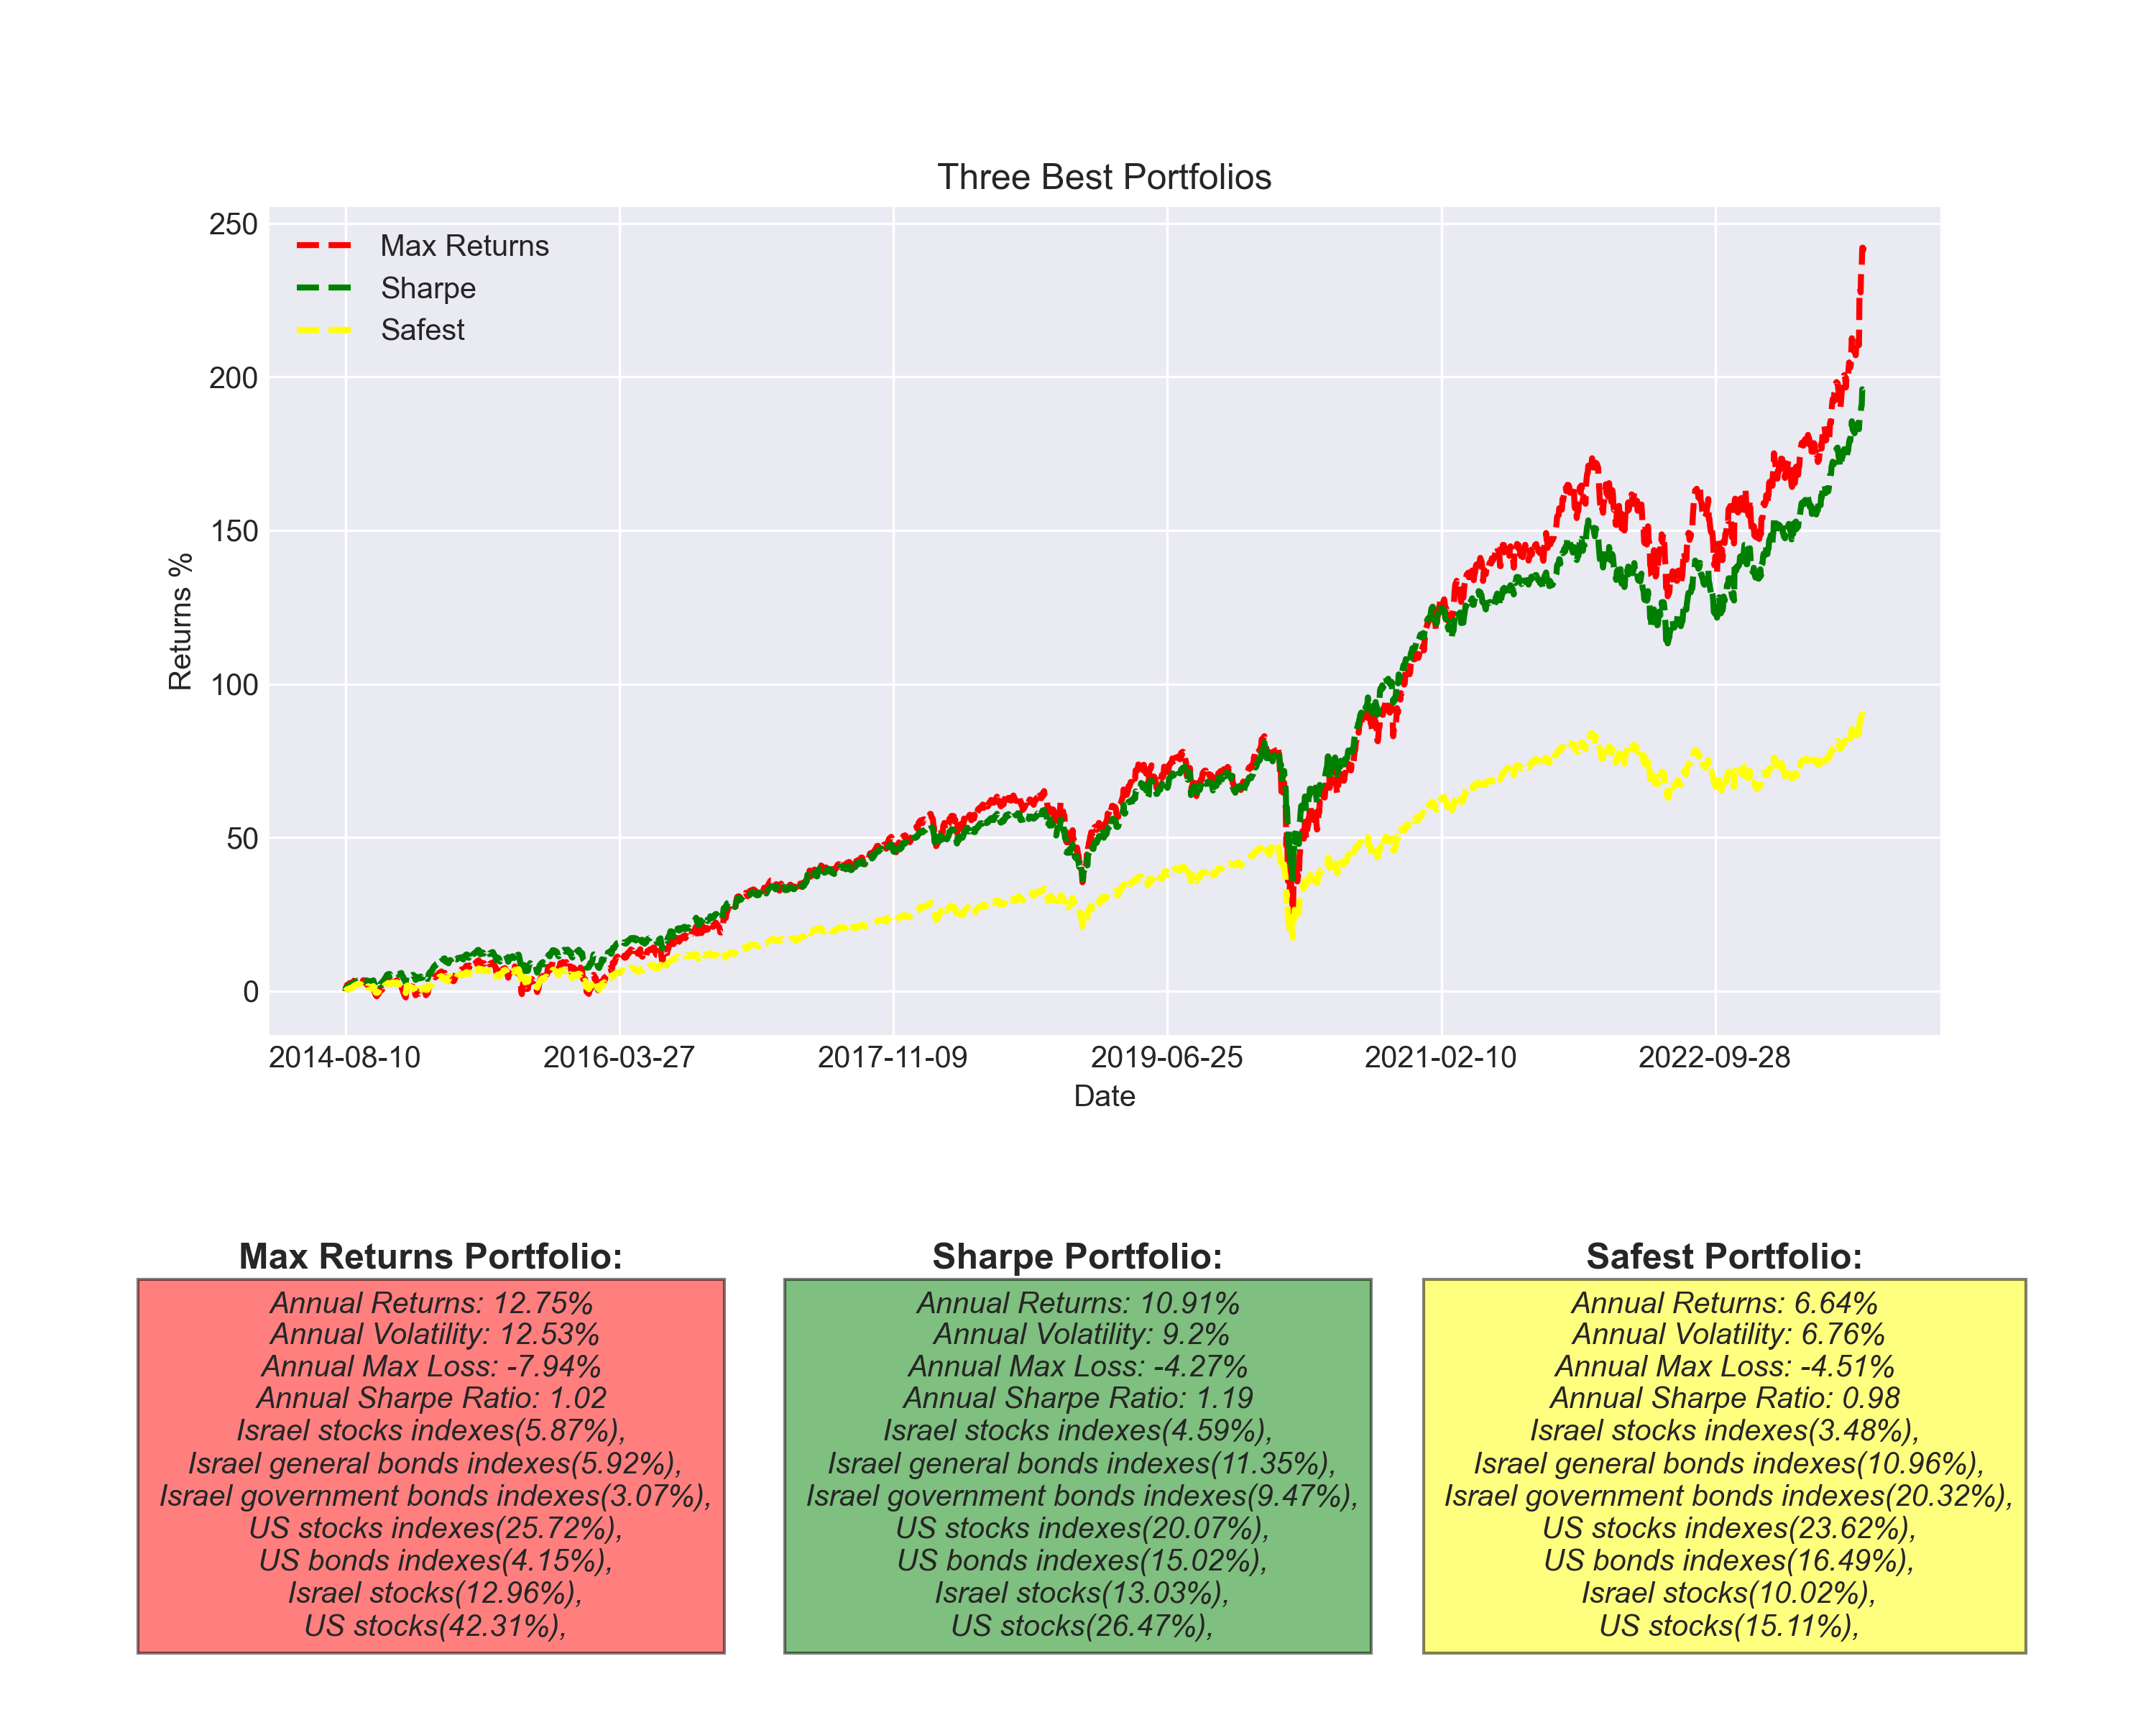 Three Best Portfolios
250
200
150
100
50
0
Returns %
Max Returns
Sharpe
Safest
2014-08-10
2016-03-27
2017-11-09
2019-06-25
2021-02-10
2022-09-28
Date
Max Returns Portfolio:
Annual Returns: 12.75%
Annual Volatility: 12.53%
Annual Max Loss: -7.94%
Annual Sharpe Ratio: 1.02
Israel stocks indexes(5.87%),
Israel general bonds indexes(5.92%),
Israel government bonds indexes(3.07%),
US stocks indexes(25.72%),
US bonds indexes(4.15%),
Israel stocks(12.96%),
US stocks(42.31%),
Sharpe Portfolio:
Annual Returns: 10.91%
Annual Volatility: 9.2%
Annual Max Loss: -4.27%
Annual Sharpe Ratio: 1.19
Israel stocks indexes(4.59%),
Israel general bonds indexes(11.35%),
Israel government bonds indexes(9.47%),
US stocks indexes(20.07%),
US bonds indexes(15.02%),
Israel stocks(13.03%),
US stocks(26.47%),
Safest Portfolio:
Annual Returns: 6.64%
Annual Volatility: 6.76%
Annual Max Loss: -4.51%
Annual Sharpe Ratio: 0.98
Israel stocks indexes(3.48%),
Israel general bonds indexes(10.96%),
Israel government bonds indexes(20.32%),
US stocks indexes(23.62%),
US bonds indexes(16.49%),
Israel stocks(10.02%),
US stocks(15.11%),